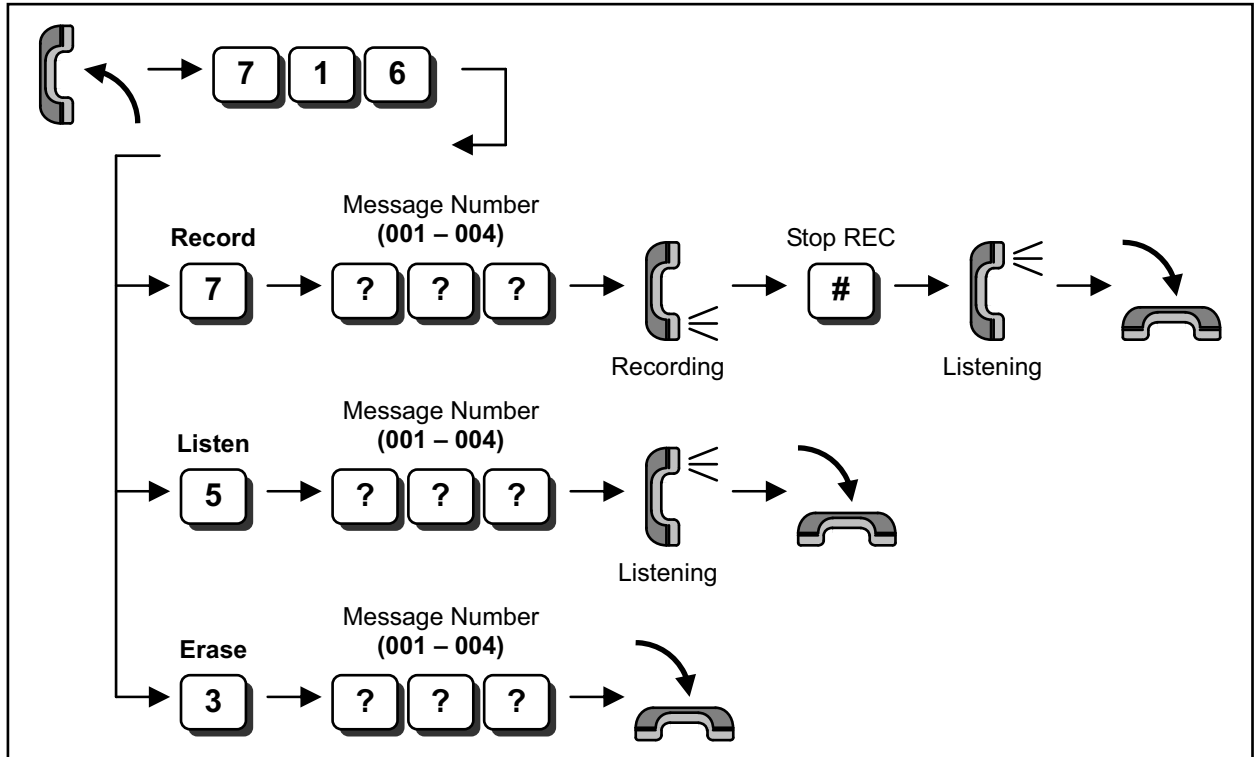 7 1 6
Message Number
Record (001 – 004) Stop REC
7 ? ? ? #
Recording Listening
Message Number
Listen (001 – 004)
5 ? ? ?
Listening
Message Number
Erase (001 – 004)
3 ? ? ?